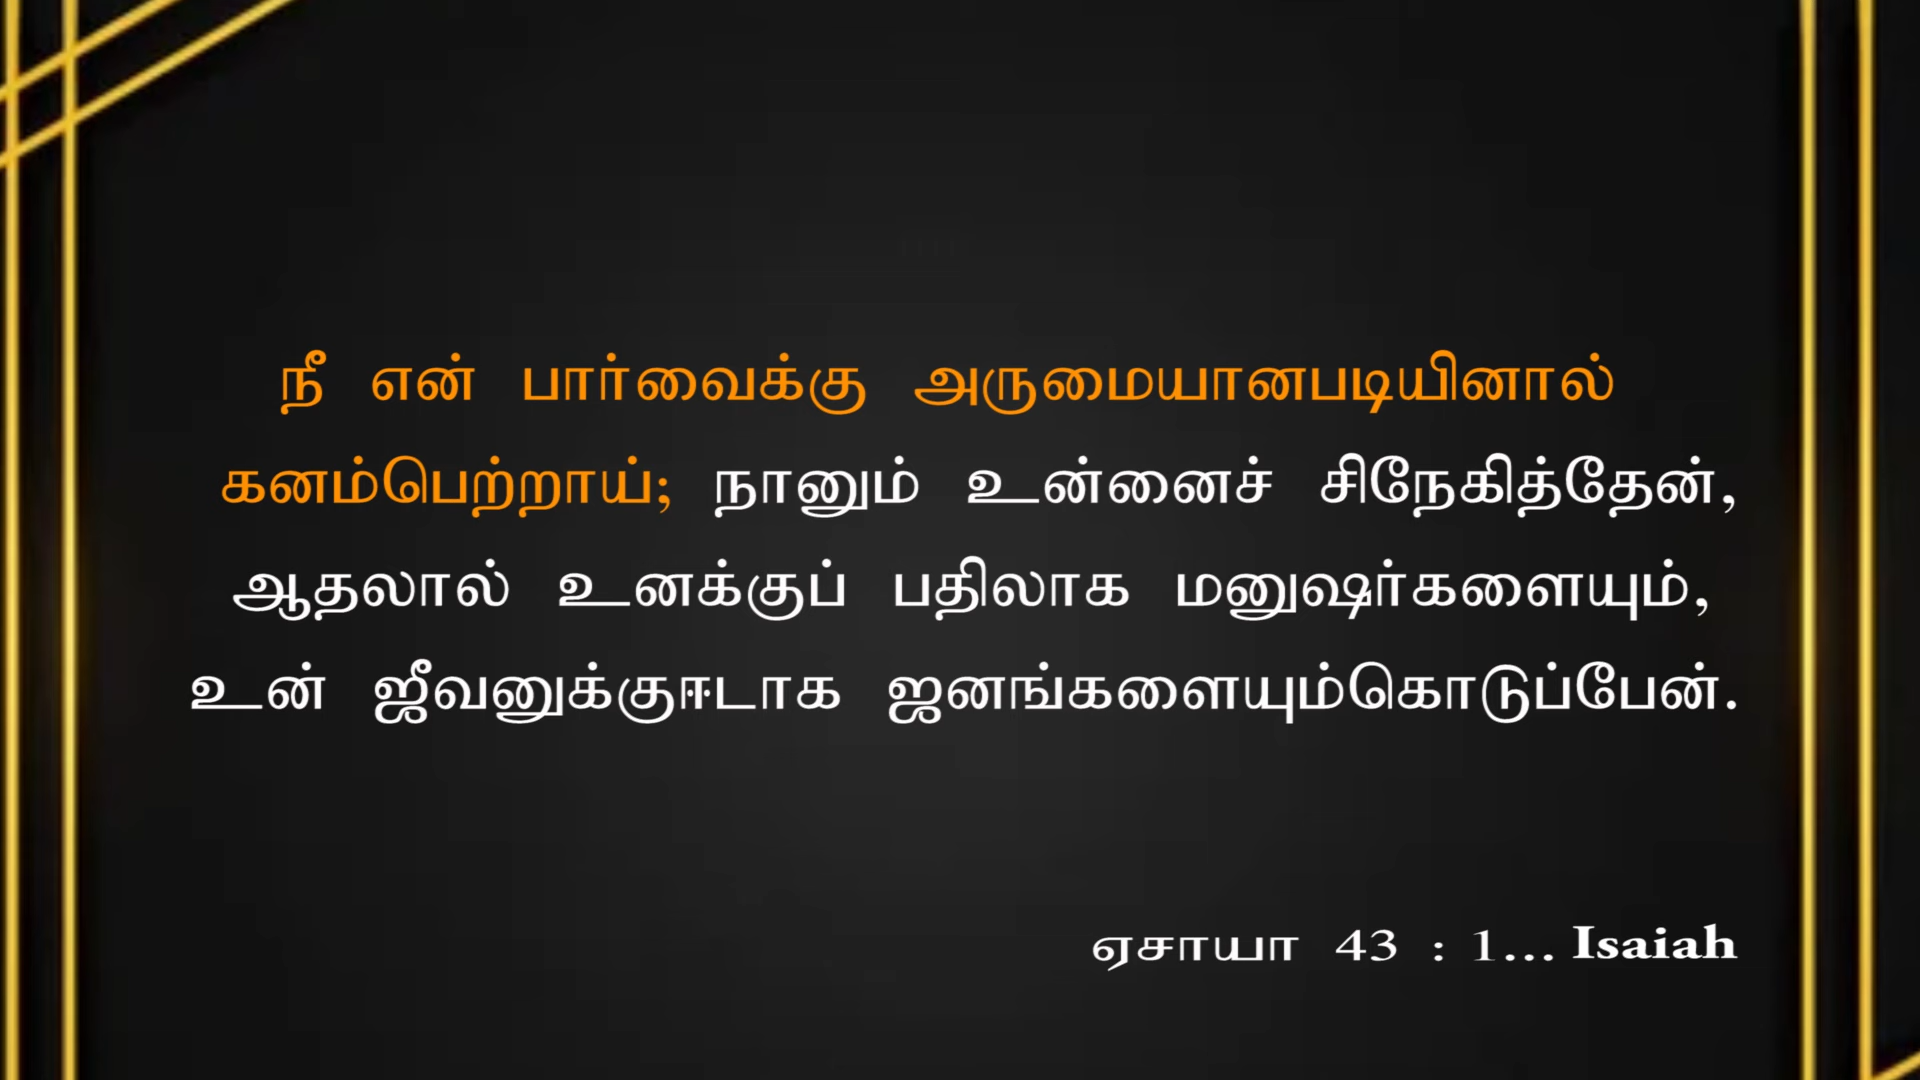 நீ என் பார்வைக்கு அருமையானபடியினால்
கனம்பெற்றாய்; நானும் உன்னைச் சிநேகித்தேன்,
ஆதலால் உனக்குப் பதிலாக மனுஷர்களையும்,
உன் ஜீவனுக்குஈடாக ஜனங்களையும்கொடுப்பேன்.
ஏசாயா 43 : 1... Isaiah